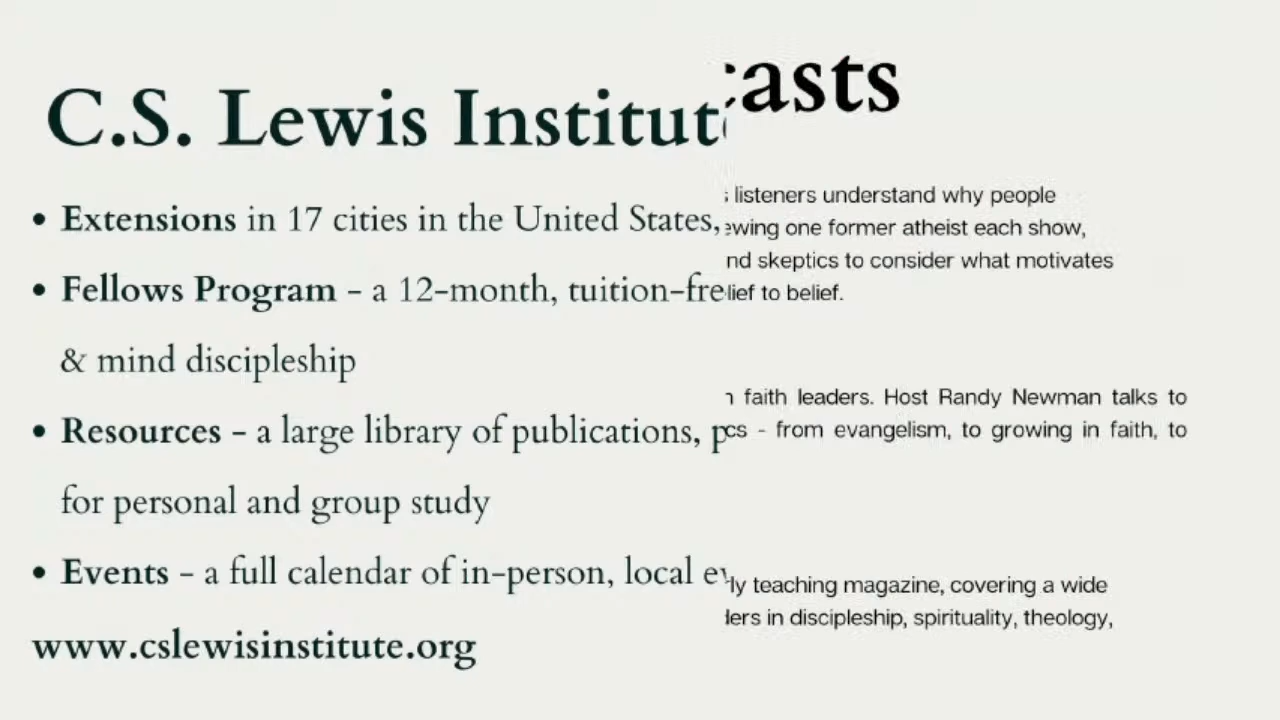 C.S. Lewis Institut
Extensions in 17 cities in the United States,
Fellows Program - a 12-month, tuition-fre
& mind discipleship
Resources - a large library of publications, p
for personal and group study
Events - a full calendar of in-person, local ev
www.cslewisinstitute.org
asts
listeners understand why people
ewing one former atheist each show,
nd skeptics to consider what motivates
lief to belief.
faith leaders. Host Randy Newman talks to
cs - from evangelism, to growing in faith, to
ly teaching magazine, covering a wide
ders in discipleship, spirituality, theology,